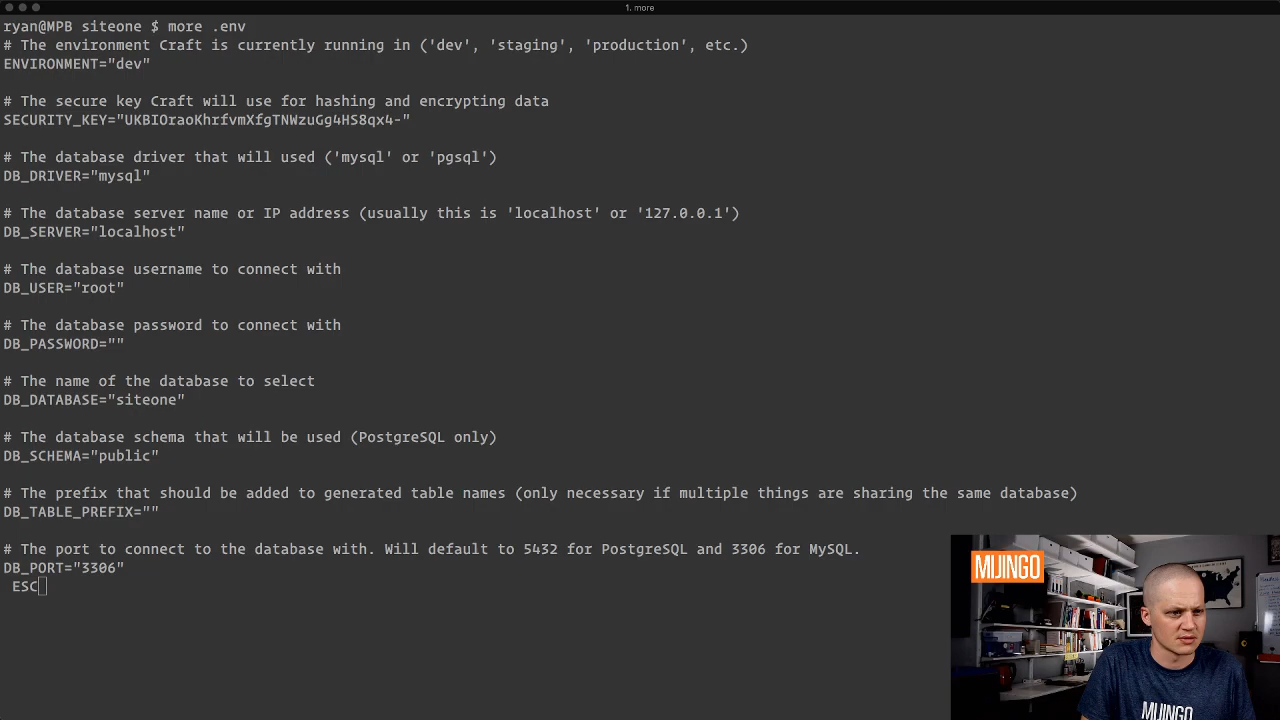 1. more
ryan@MPB siteone $ more .env
# The environment Craft is currently running in ('dev', 'staging', 'production', etc.)
ENVIRONMENT="dev"
# The secure key Craft will use for hashing and encrypting data
SECURITY_KEY="UKBIOraoKhrfvmXfgTNWzuGg4HS8qx4-"
# The database driver that will used ('mysql' or 'pgsql')
DB_DRIVER="mysql"
# The database server name or IP address (usually this is 'localhost' or '127.0.0.1')
DB_SERVER="localhost"
# The database username to connect with
DB_USER="root"
# The database password to connect with
DB_PASSWORD=""
# The name of the database to select
DB_DATABASE="siteone"
# The database schema that will be used (PostgreSQL only)
DB_SCHEMA="public"
# The prefix that should be added to generated table names (only necessary if multiple things are sharing the same database)
DB_TABLE_PREFIX=""
# The port to connect to the database with. Will default to 5432 for PostgreSQL and 3306 for MySQL.
DB_PORT="3306"
ESC
MIJINGO
MIJINGO